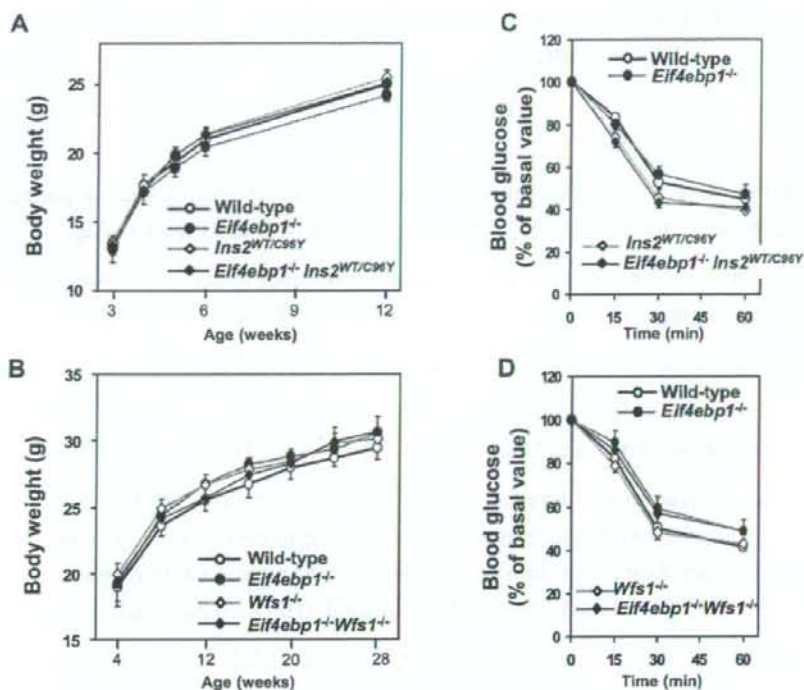 A
Body weight (g)
25
20
15
10
3
6
9
12
Age (weeks)
Wild-type
Eif4ebp1-/-
Ins2WT/C96Y
Eif4ebp1-/- Ins2WT/C96Y
C
Blood glucose
(% of basal value)
120
100
80
60
40
20
0
0
15
30
45
60
Time (min)
Wild-type
Eif4ebp1-/-
Ins2WT/C96Y
Eif4ebp1-/- Ins2WT/C96Y
B
Body weight (g)
35
30
25
20
15
4
12
20
28
Age (weeks)
Wild-type
Eif4ebp1-/-
Wfs1-/-
Eif4ebp1-/-Wfs1-/-
D
Blood glucose
(% of basal value)
120
100
80
60
40
20
0
0
15
30
45
60
Time (min)
Wild-type
Eif4ebp1-/-
Wfs1-/-
Eif4ebp1-/-Wfs1-/-